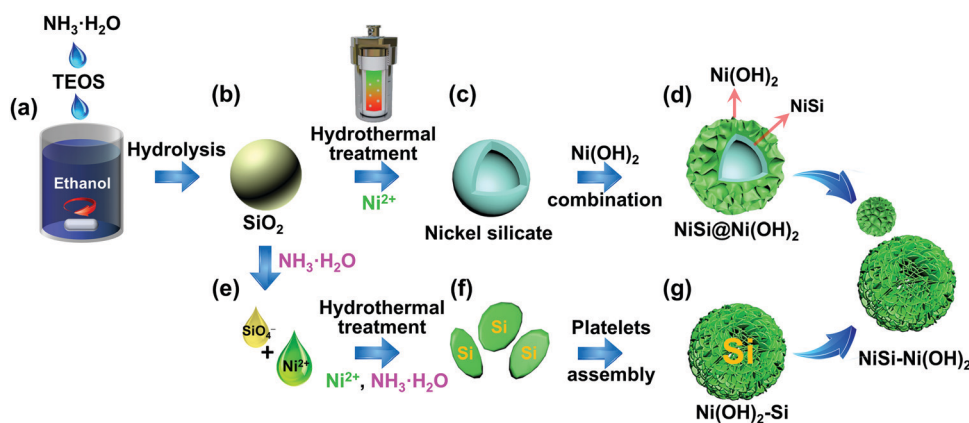 NH₃·H₂O
TEOS
(a)
Ethanol
Hydrolysis
(b)
SiO₂
Hydrothermal
treatment
Ni²⁺
(c)
Nickel silicate
Ni(OH)₂
combination
(d)
Ni(OH)₂
NiSi
NiSi@Ni(OH)₂
NH₃·H₂O
(e)
SiO₄⁻
+
Ni²⁺
Hydrothermal
treatment
Ni²⁺, NH₃·H₂O
(f)
Si
Si
Si
Platelets
assembly
(g)
Si
Ni(OH)₂-Si
NiSi-Ni(OH)₂